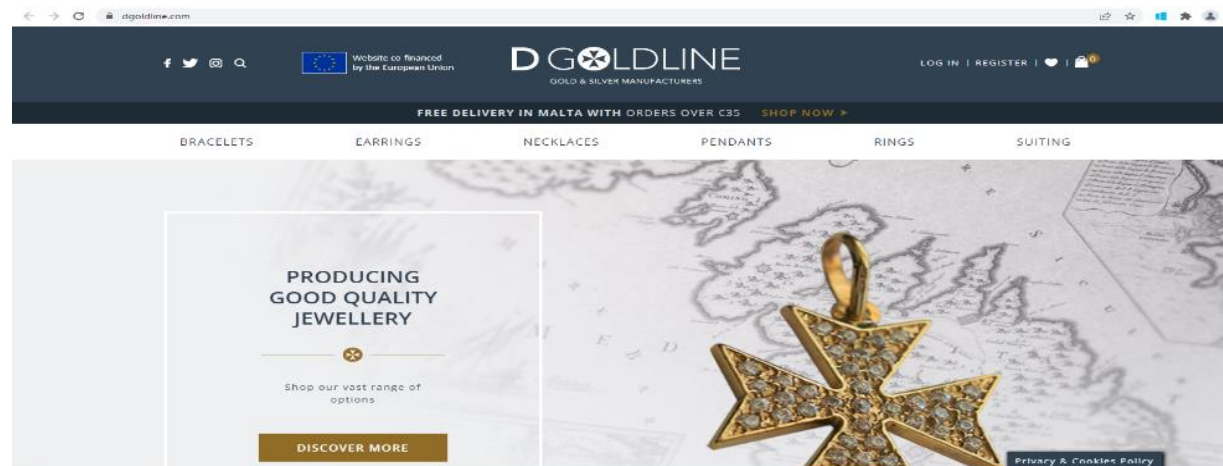 dgoldline.com
Website co financed
by the European Union
D GOLDLINE
GOLD & SILVER MANUFACTURERS
LOG IN | REGISTER | | 0
FREE DELIVERY IN MALTA WITH ORDERS OVER €35 SHOP NOW ➤
BRACELETS EARRINGS NECKLACES PENDANTS RINGS SUITING
PRODUCING
GOOD QUALITY
JEWELLERY
Shop our vast range of
options
DISCOVER MORE
Privacy & Cookies Policy